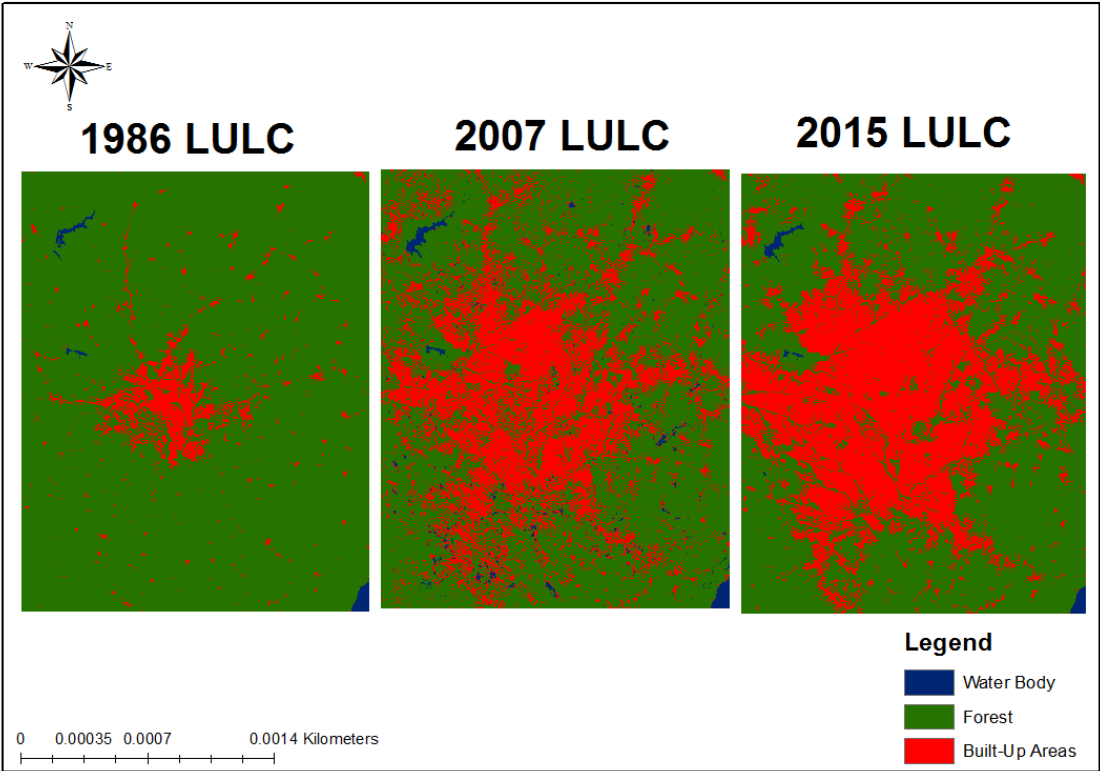 N
W E
S
1986 LULC
2007 LULC
2015 LULC
Legend
Water Body
Forest
Built-Up Areas
0 0.00035 0.0007 0.0014 Kilometers